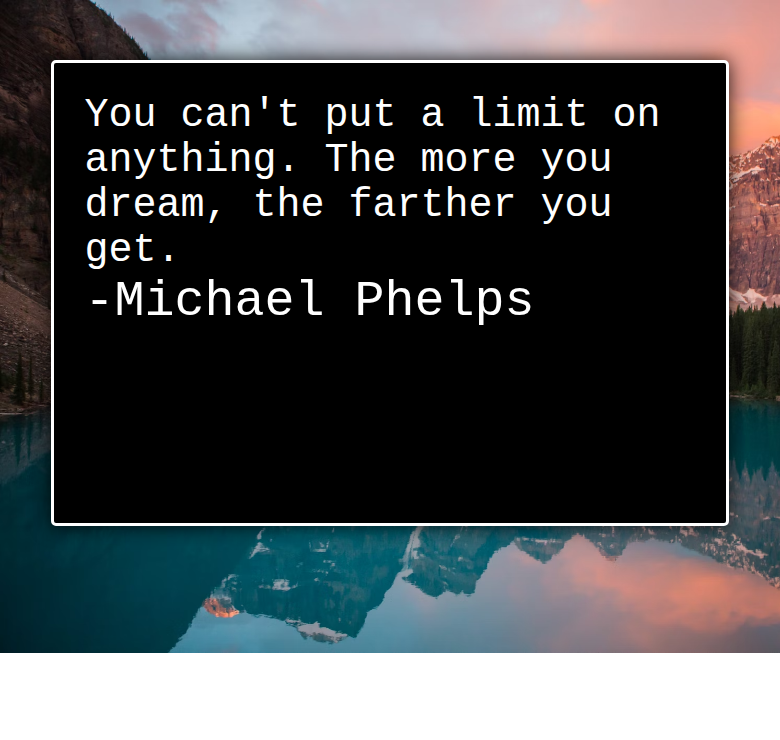 You can't put a limit on
anything. The more you
dream, the farther you
get.
-Michael Phelps